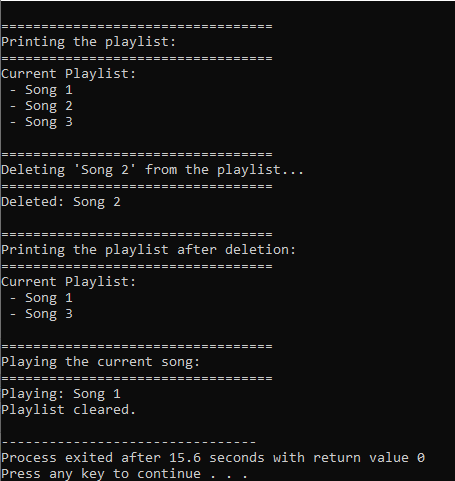 ==================================
Printing the playlist:
==================================
Current Playlist:
 - Song 1
 - Song 2
 - Song 3

==================================
Deleting 'Song 2' from the playlist...
==================================
Deleted: Song 2

==================================
Printing the playlist after deletion:
==================================
Current Playlist:
 - Song 1
 - Song 3

==================================
Playing the current song:
==================================
Playing: Song 1
Playlist cleared.

--------------------------------
Process exited after 15.6 seconds with return value 0
Press any key to continue . . .